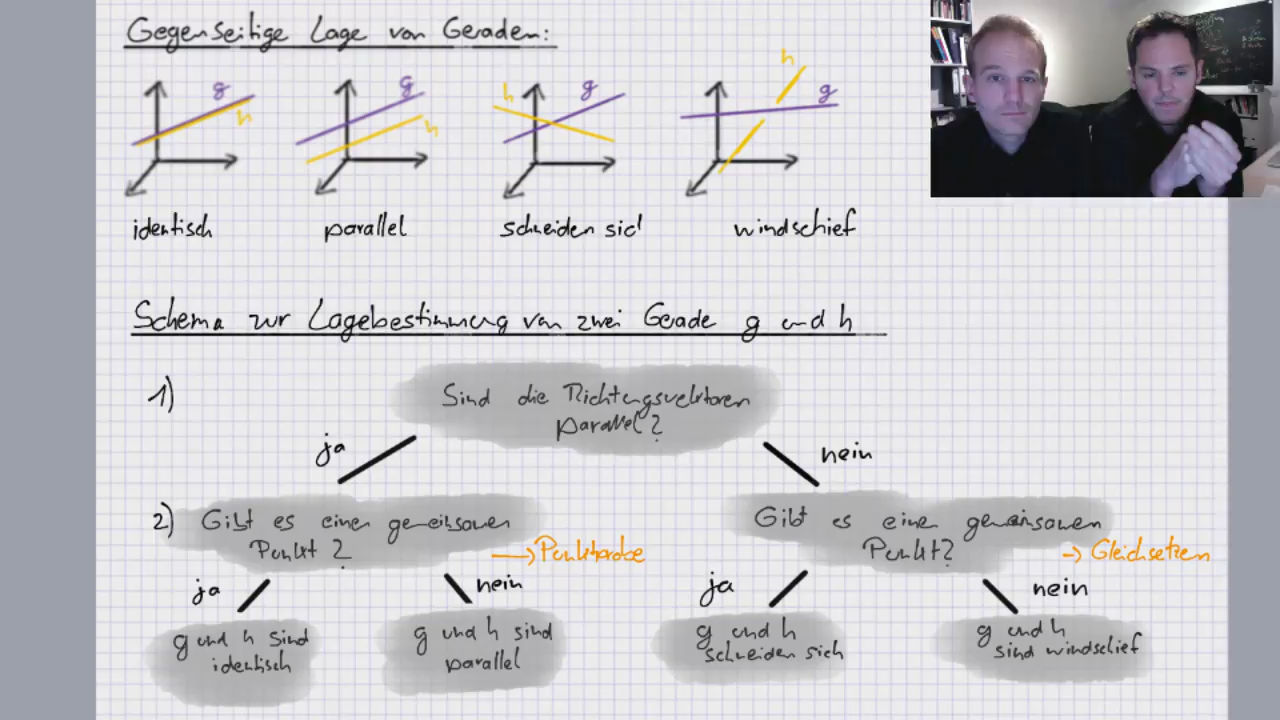 Gegenseitige Lage von Geraden:
g h
g h
h g
h g
identisch parallel schneiden sich windschief
Schema zur Lagebestimmung von zwei Gerade g und h
1) Sind die Richtungsvektoren
parallel?
ja nein
2) Gibt es einen gemeinsamen
Punkt?
→ Punktprobe
Gibt es einen gemeinsamen
Punkt?
→ Gleichsetzen
ja nein ja nein
g und h sind
identisch
g und h sind
parallel
g und h
schneiden sich
g und h
sind windschief